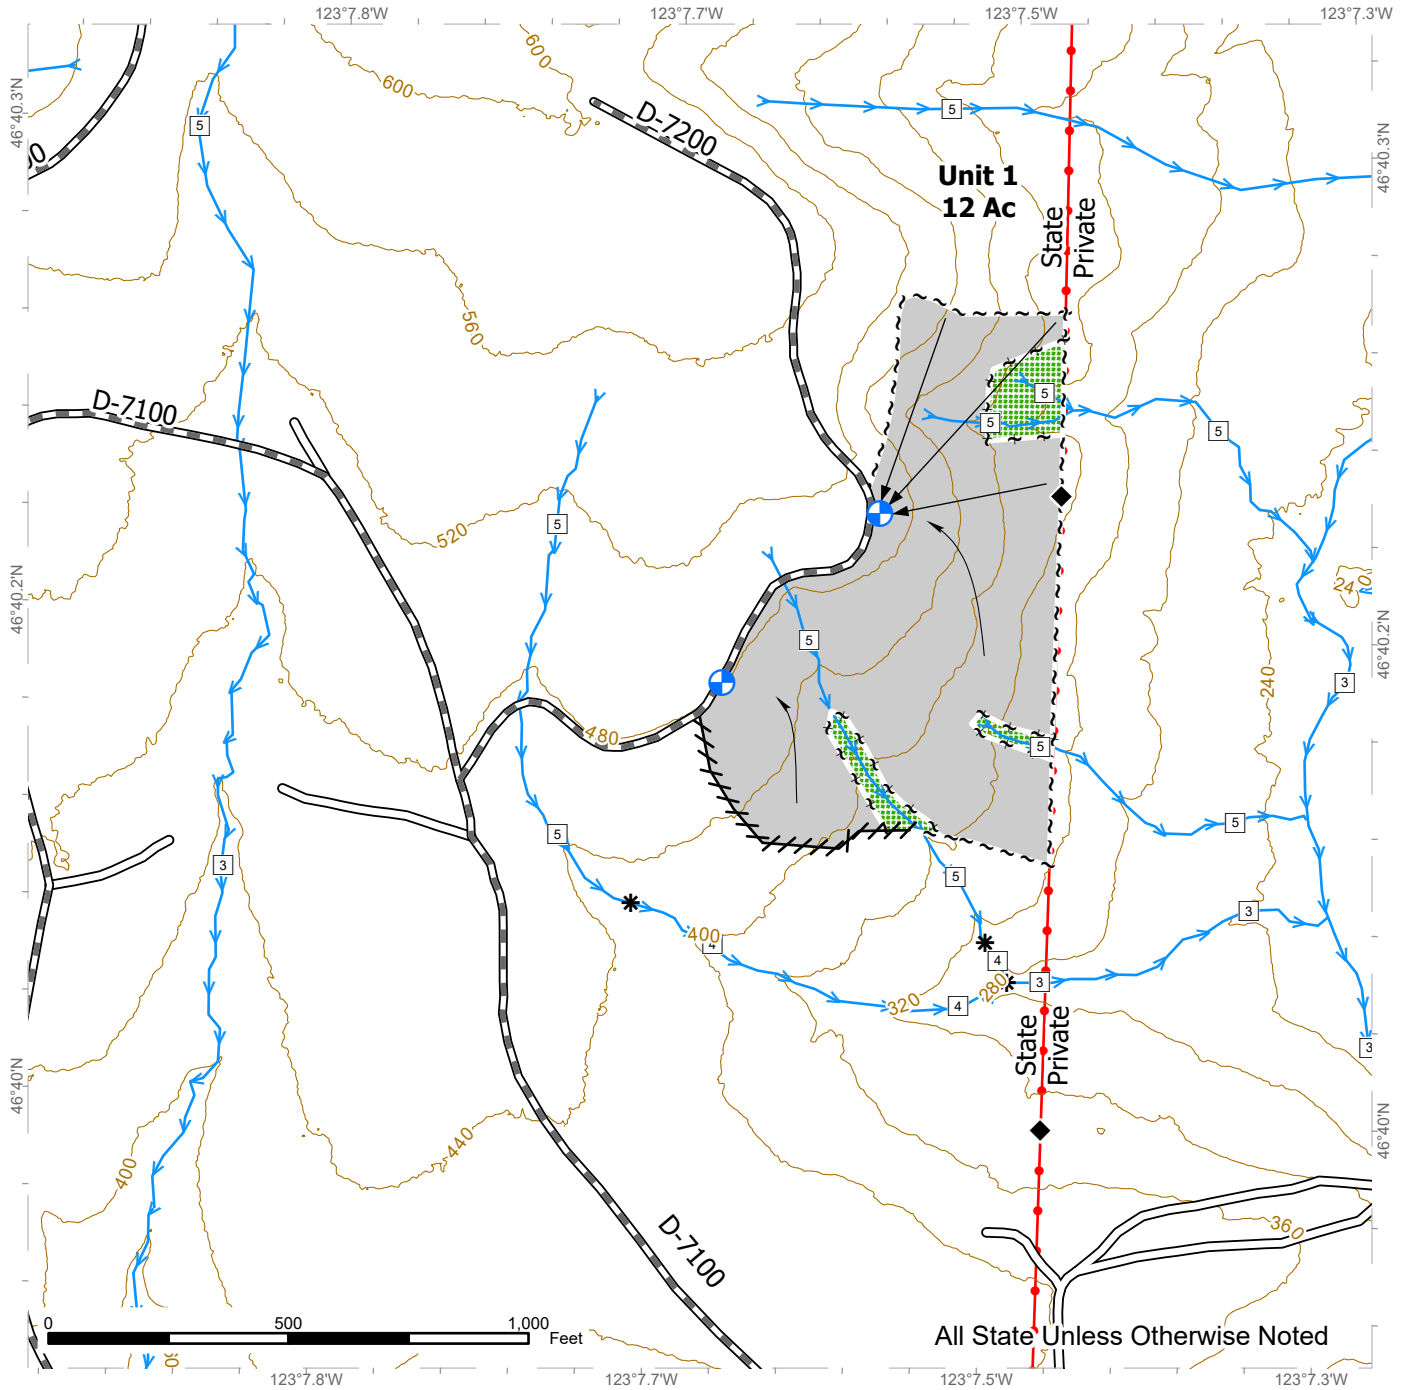 123°7.8'W
123°7.7'W
123°7.5'W
123°7.3'W
46°40.3'N
46°40.3'N
600
600
D-7200
5
5
Unit 1
12 Ac
State
Private
560
D-7100
5
5
5
520
5
46°40.2'N
46°40.2'N
240
5
240
3
480
5
5
5
3
5
3
400
4
4
3
280
320
4
State
Private
3
46°40'N
46°40'N
440
400
D-7100
360
0
500
1,000
Feet
All State Unless Otherwise Noted
123°7.8'W
123°7.7'W
123°7.5'W
123°7.3'W